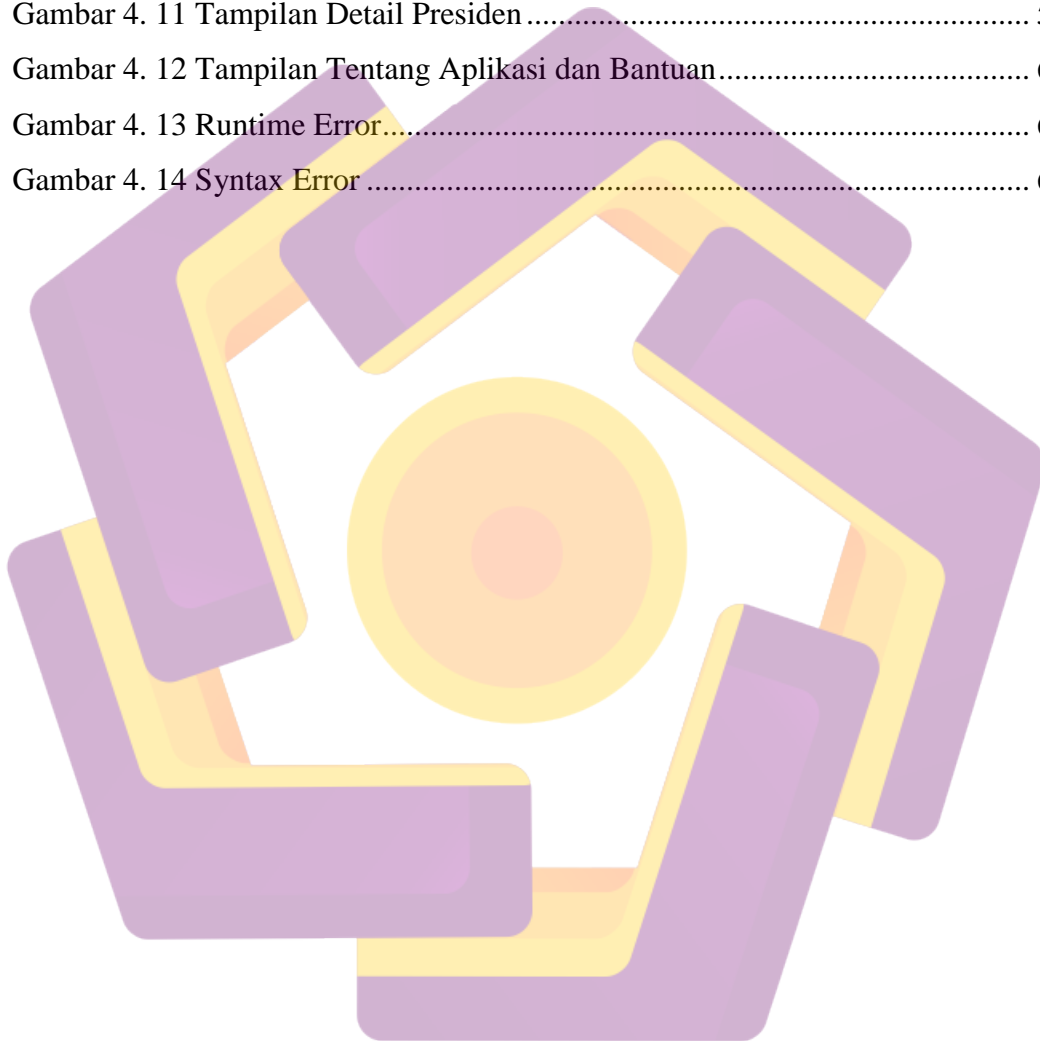 Gambar 4. 11 Tampilan Detail Presiden ............................................................
Gambar 4. 12 Tampilan Tentang Aplikasi dan Bantuan.....................................
Gambar 4. 13 Runtime Error..............................................................................
Gambar 4. 14 Syntax Error ................................................................................